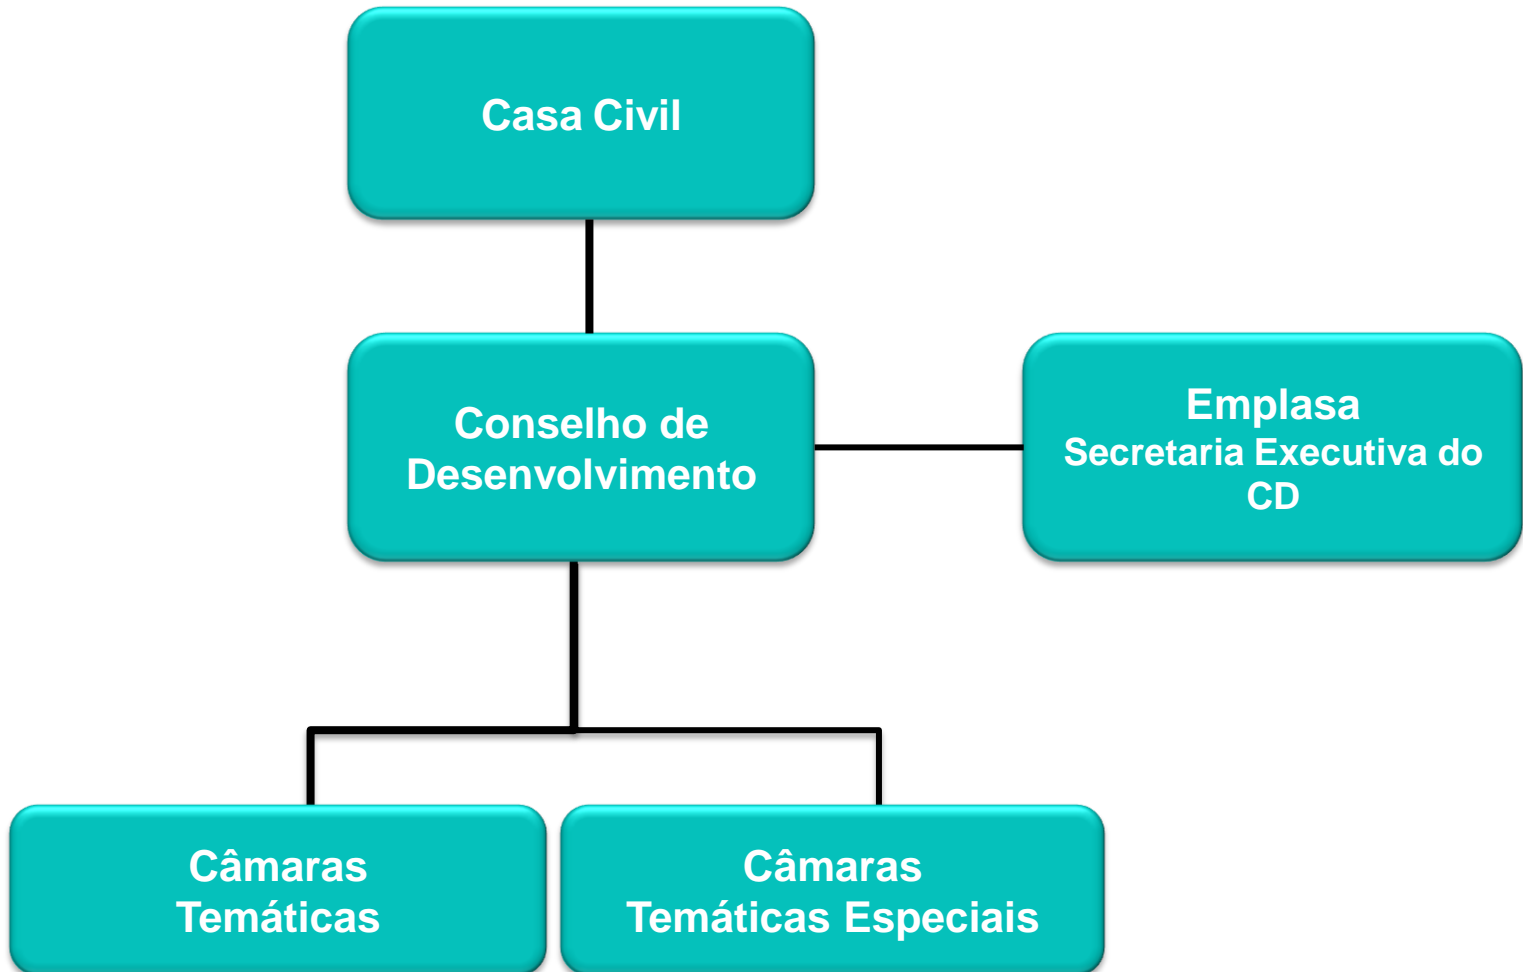 Casa Civil
Conselho de
Desenvolvimento
Emplasa
Secretaria Executiva do
CD
Câmaras
Temáticas
Câmaras
Temáticas Especiais